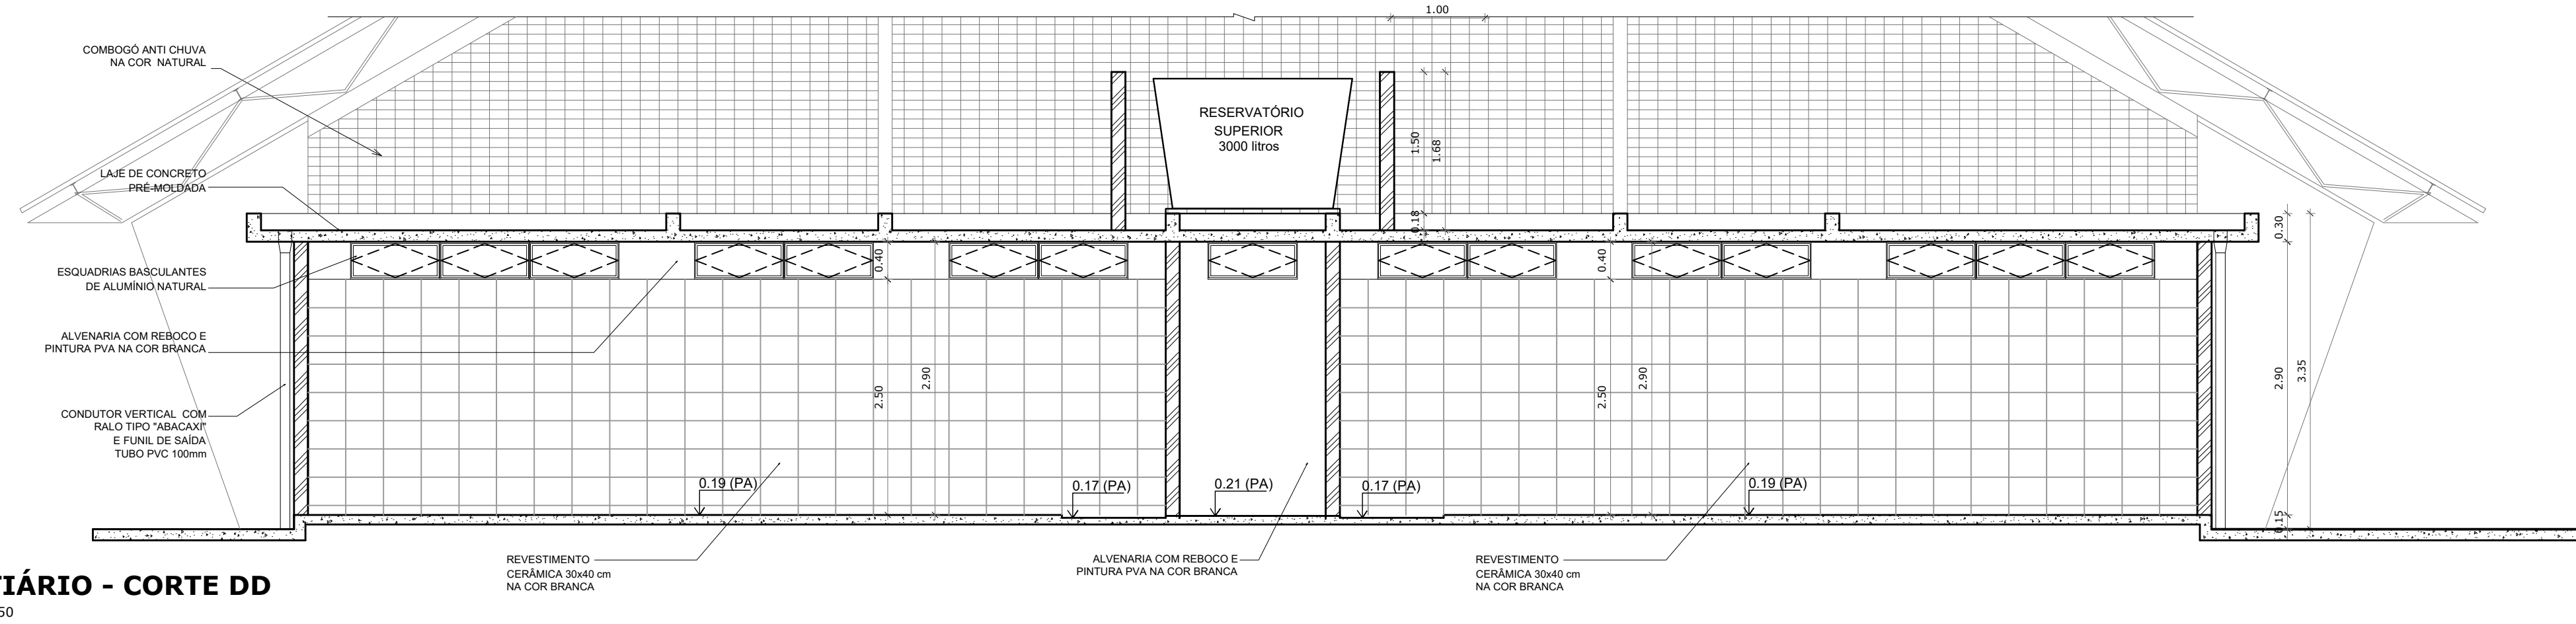 1.00
COMBOGÓ ANTI CHUVA
NA COR NATURAL
RESERVATÓRIO
SUPERIOR
3000 litros
1.50
1.68
LAJE DE CONCRETO
PRÉ-MOLDADA
0.18
0.30
ESQUADRIAS BASCULANTES
DE ALUMÍNIO NATURAL
0.40
0.40
ALVENARIA COM REBOCO E
PINTURA PVA NA COR BRANCA
2.50
2.90
2.50
2.90
2.90
3.35
CONDUTOR VERTICAL COM
RALO TIPO "ABACAXI"
E FUNIL DE SAÍDA
TUBO PVC 100mm
0.19 (PA)
0.17 (PA)
0.21 (PA)
0.17 (PA)
0.19 (PA)
0.15
REVESTIMENTO
CERÂMICA 30x40 cm
NA COR BRANCA
ALVENARIA COM REBOCO E
PINTURA PVA NA COR BRANCA
REVESTIMENTO
CERÂMICA 30x40 cm
NA COR BRANCA
TIÁRIO - CORTE DD
50